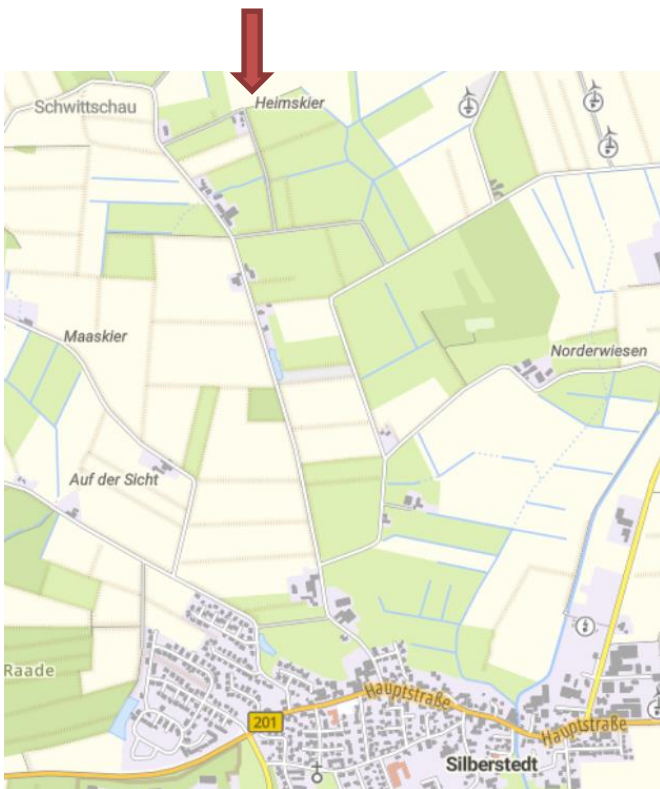 Heimskier
Schwittschau
Maaskier
Norderwiesen
Auf der Sicht
Raade
Hauptstraße
201
Hauptstraße
Silberstedt